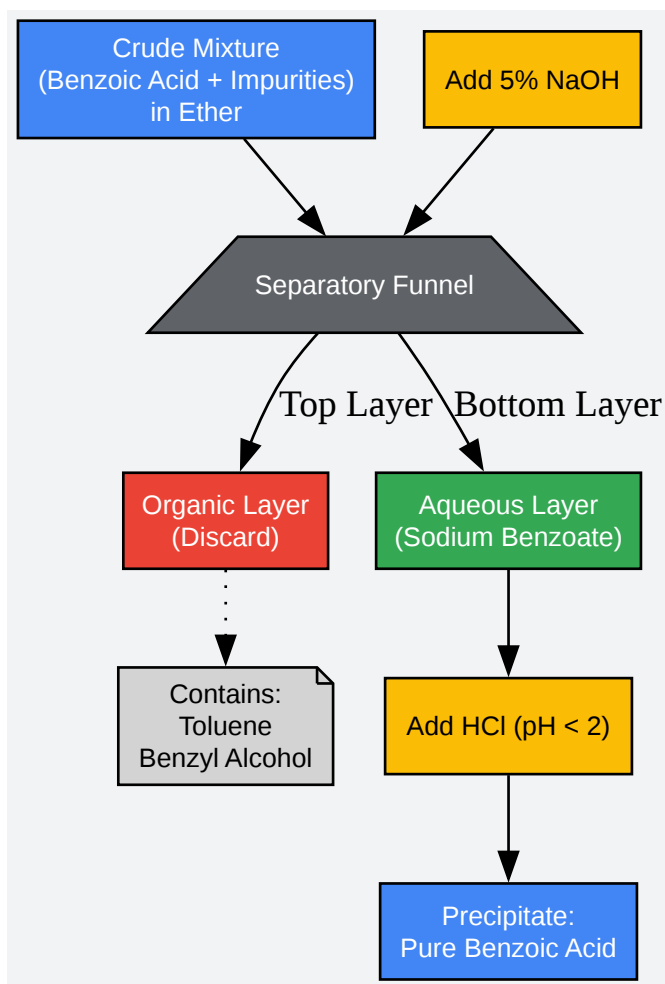 Crude Mixture
(Benzoic Acid + Impurities)
in Ether
Add 5% NaOH
Separatory Funnel
Top Layer
Bottom Layer
Organic Layer
(Discard)
Aqueous Layer
(Sodium Benzoate)
Contains:
Toluene
Benzyl Alcohol
Add HCl (pH < 2)
Precipitate:
Pure Benzoic Acid